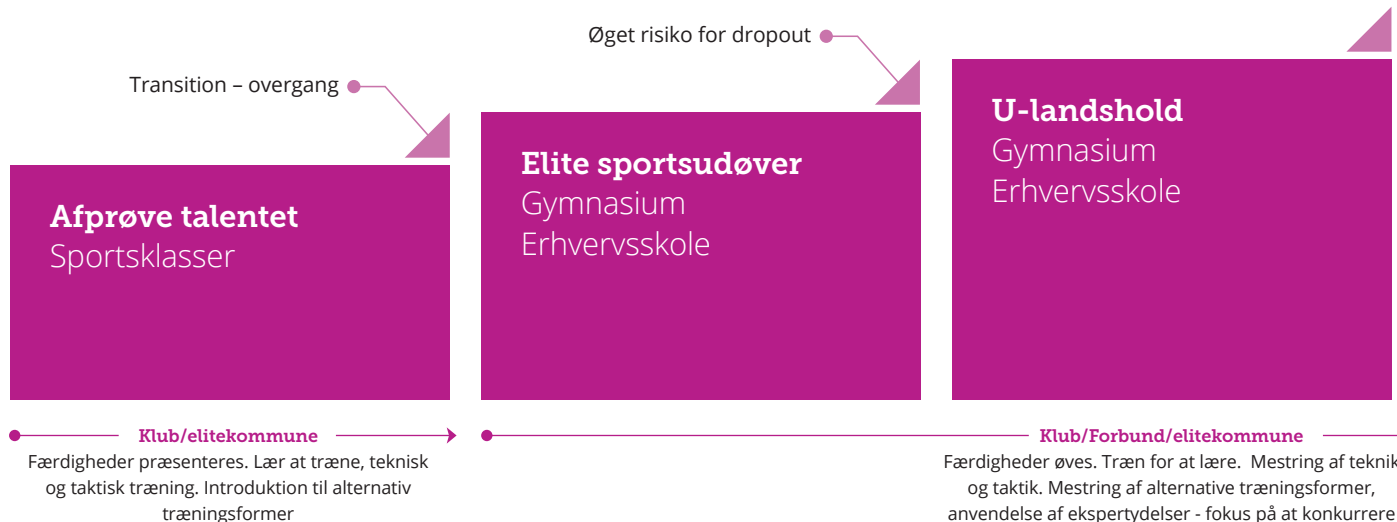 Øget risiko for dropout
Transition – overgang
Afprøve talentet
Sportsklasser
Elite sportsudøver
Gymnasium
Erhvervsskole
U-landshold
Gymnasium
Erhvervsskole
Klub/elitekommune
Færdigheder præsenteres. Lær at træne, teknisk
og taktisk træning. Introduktion til alternativ
træningsformer
Klub/Forbund/elitekommune
Færdigheder øves. Træn for at lære. Mestring af teknik
og taktik. Mestring af alternative træningsformer,
anvendelse af ekspertydelser - fokus på at konkurrere